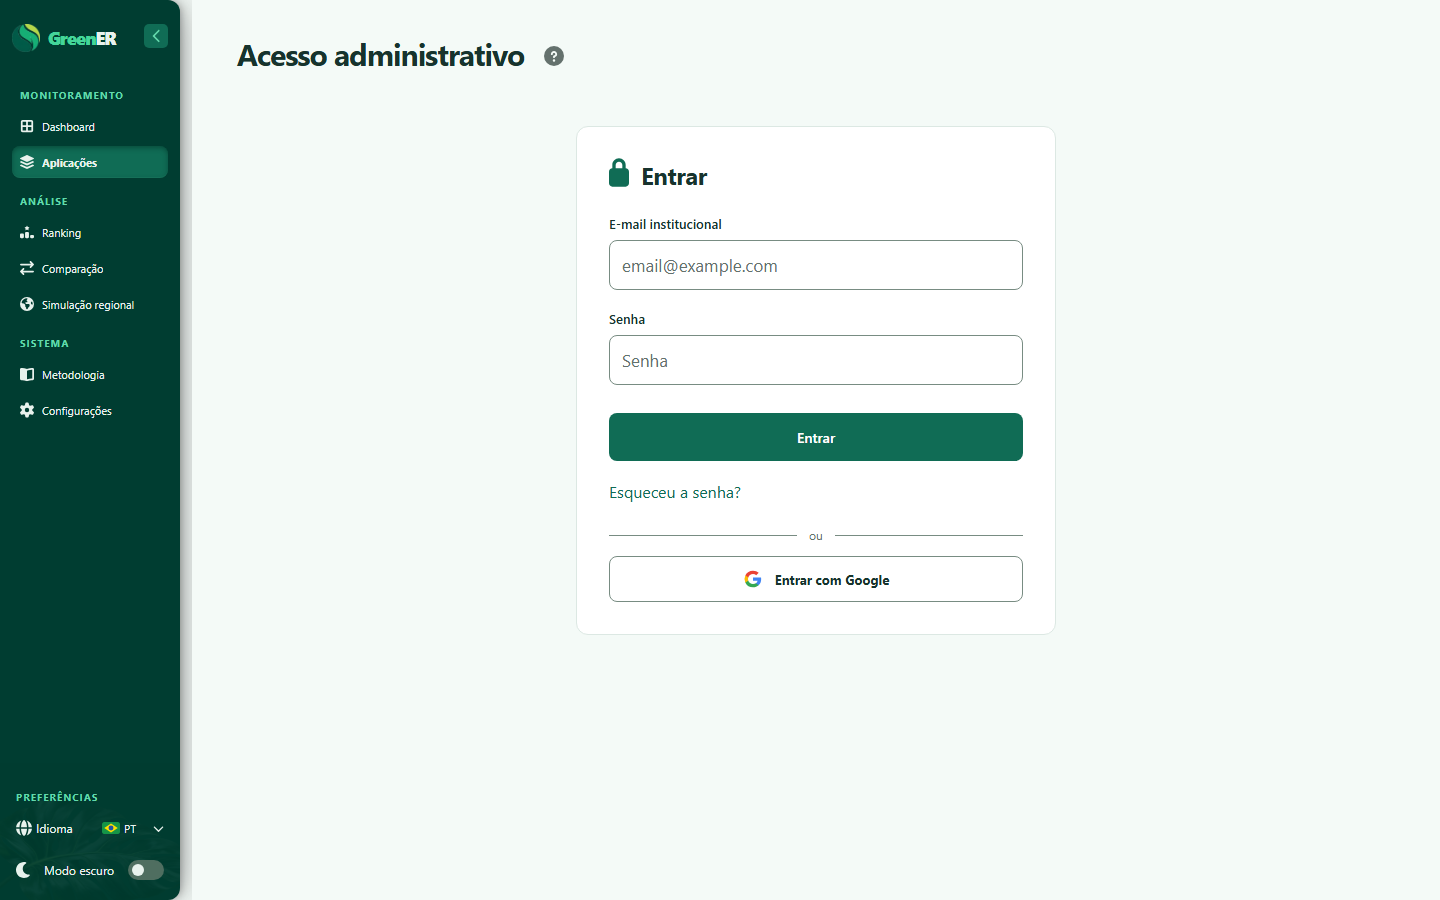 GreenER
MONITORAMENTO
Dashboard
Aplicações
ANÁLISE
Ranking
Comparação
Simulação regional
SISTEMA
Metodologia
Configurações
PREFERÊNCIAS
Idioma PT
Modo escuro
Acesso administrativo ?
Entrar
E-mail institucional
email@example.com
Senha
Senha
Entrar
Esqueceu a senha?
ou
Entrar com Google